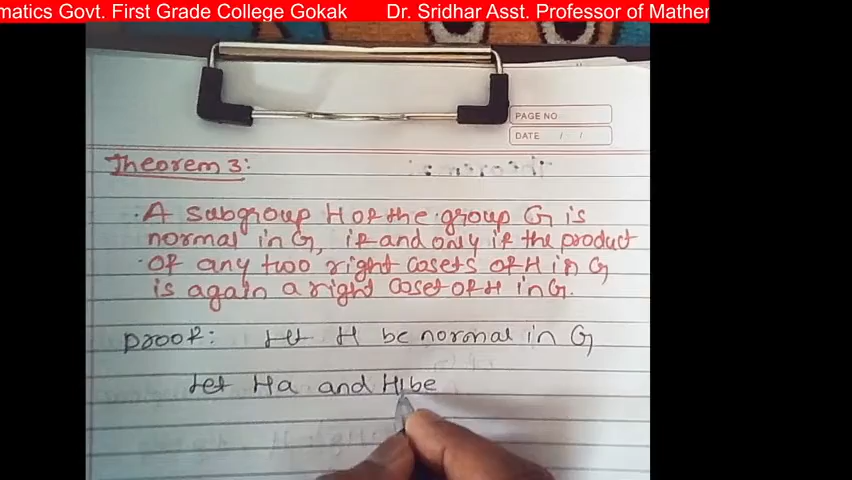 matics Govt. First Grade College Gokak Dr. Sridhar Asst. Professor of Mather
PAGE NO
DATE / /
Theorem 3:
A subgroup H of the group G is
normal in G, if and only if the product
of any two right cosets of H in G
is again a right coset of H in G.
Proof: Let H be normal in G
Let Ha and H be